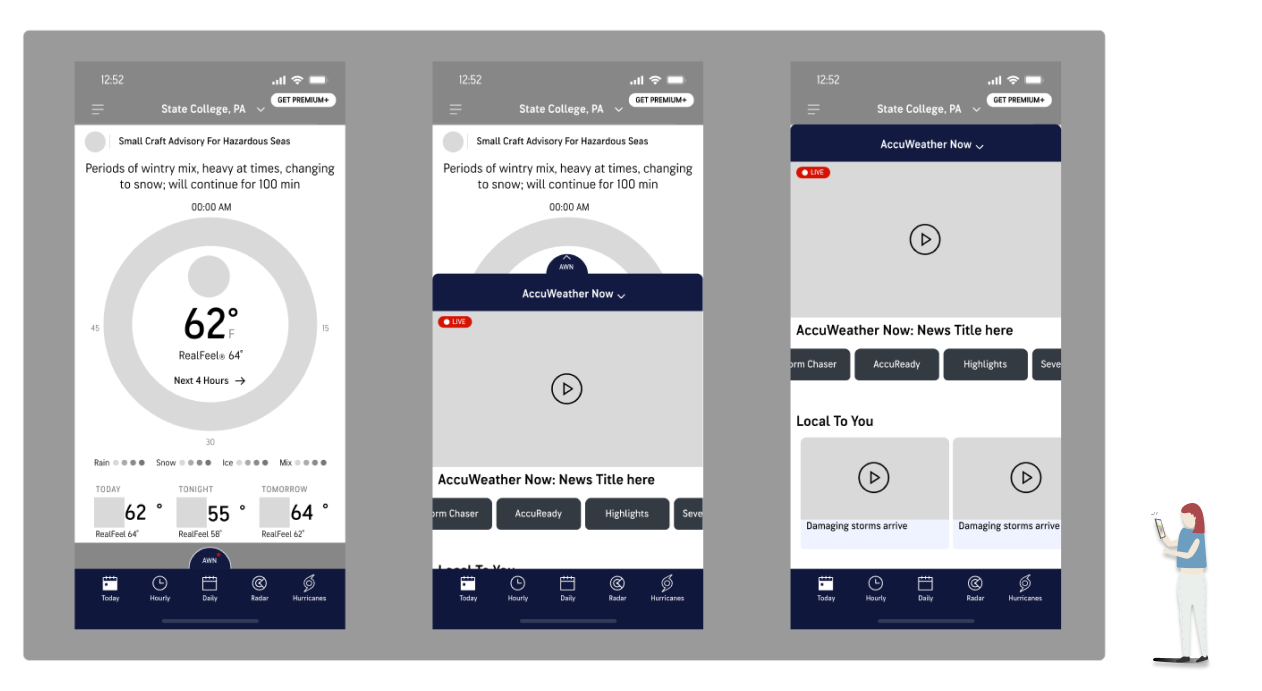 12:52
State College, PA
GET PREMIUM+
Small Craft Advisory For Hazardous Seas
Periods of wintry mix, heavy at times, changing
to snow; will continue for 100 min
00:00 AM
45
15
62°
F
RealFeel® 64°
Next 4 Hours →
30
Rain
Snow
Ice
Mix
TODAY
TONIGHT
TOMORROW
62 °
55 °
64 °
RealFeel 64°
RealFeel 58°
RealFeel 62°
AWN
Today
Hourly
Daily
Radar
Hurricanes
12:52
State College, PA
GET PREMIUM+
Small Craft Advisory For Hazardous Seas
Periods of wintry mix, heavy at times, changing
to snow; will continue for 100 min
00:00 AM
AWN
AccuWeather Now
LIVE
AccuWeather Now: News Title here
orm Chaser
AccuReady
Highlights
Seve
Local To You
Today
Hourly
Daily
Radar
Hurricanes
12:52
State College, PA
GET PREMIUM+
AccuWeather Now
LIVE
AccuWeather Now: News Title here
orm Chaser
AccuReady
Highlights
Seve
Local To You
Damaging storms arrive
Damaging storms arrive
Today
Hourly
Daily
Radar
Hurricanes